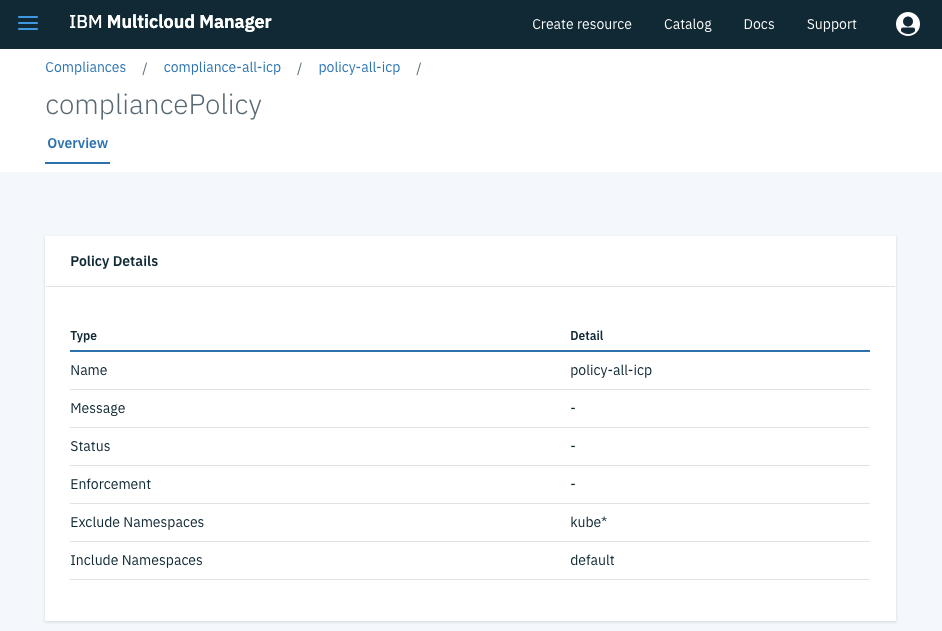 IBM Multicloud Manager Create resource Catalog Docs Support
Compliances / compliance-all-icp / policy-all-icp /
compliancePolicy
Overview
Policy Details
Type Detail
Name policy-all-icp
Message -
Status -
Enforcement -
Exclude Namespaces kube*
Include Namespaces default